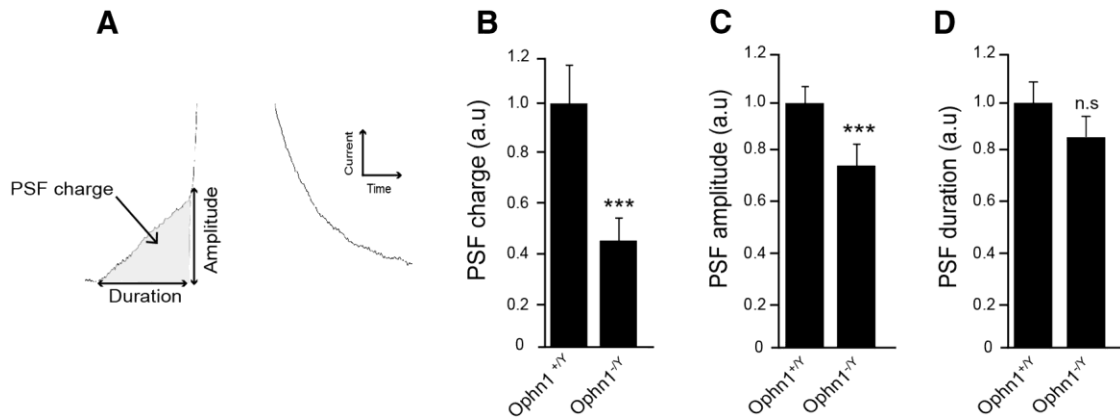 A
PSF charge
Duration
Amplitude
Current
Time
B
PSF charge (a.u)
1.2
1.0
0.8
0.6
0.4
0.2
0
***
Ophn1 +/Y
Ophn1-/Y
C
PSF amplitude (a.u)
1.2
1.0
0.8
0.6
0.4
0.2
0
***
Ophn1+/Y
Ophn1-/Y
D
PSF duration (a.u)
1.2
1.0
0.8
0.6
0.4
0.2
0
n.s
Ophn1+/Y
Ophn1-/Y